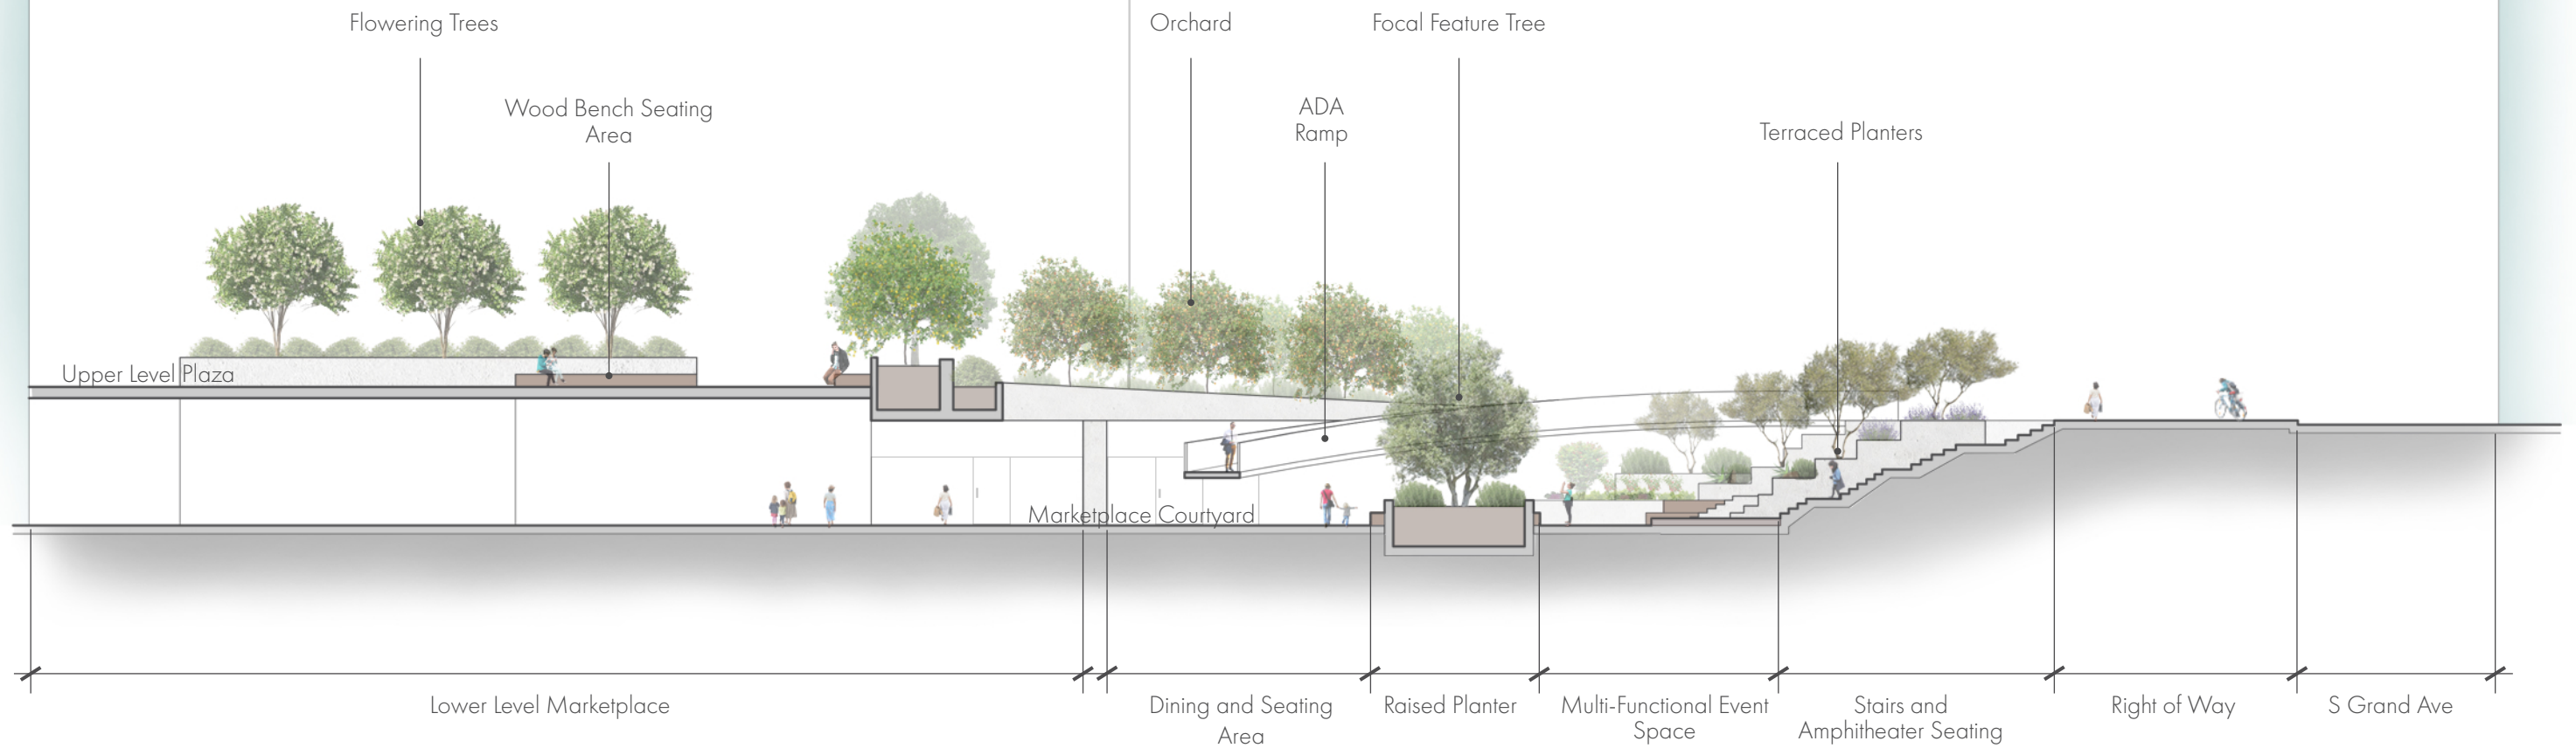 Flowering Trees
Orchard
Focal Feature Tree
Wood Bench Seating
Area
ADA
Ramp
Terraced Planters
Upper Level Plaza
Marketplace Courtyard
Lower Level Marketplace
Dining and Seating
Area
Raised Planter
Multi-Functional Event
Space
Stairs and
Amphitheater Seating
Right of Way
S Grand Ave